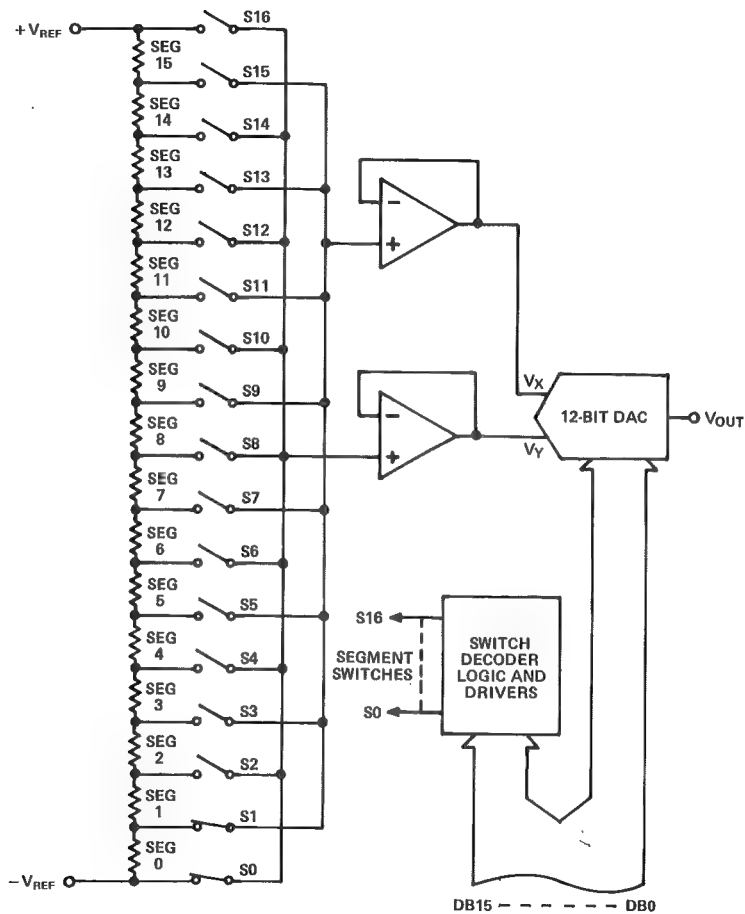 +VREF
S16
SEG
15
S15
SEG
14
S14
SEG
13
S13
SEG
12
S12
SEG
11
S11
SEG
10
S10
SEG
9
S9
SEG
8
S8
SEG
7
S7
SEG
6
S6
SEG
5
S5
SEG
4
S4
SEG
3
S3
SEG
2
S2
SEG
1
S1
SEG
0
S0
-VREF
-
+
-
+
VX
VY
12-BIT DAC
VOUT
S16
SEGMENT
SWITCHES
S0
SWITCH
DECODER
LOGIC AND
DRIVERS
DB15 – – – – – DB0